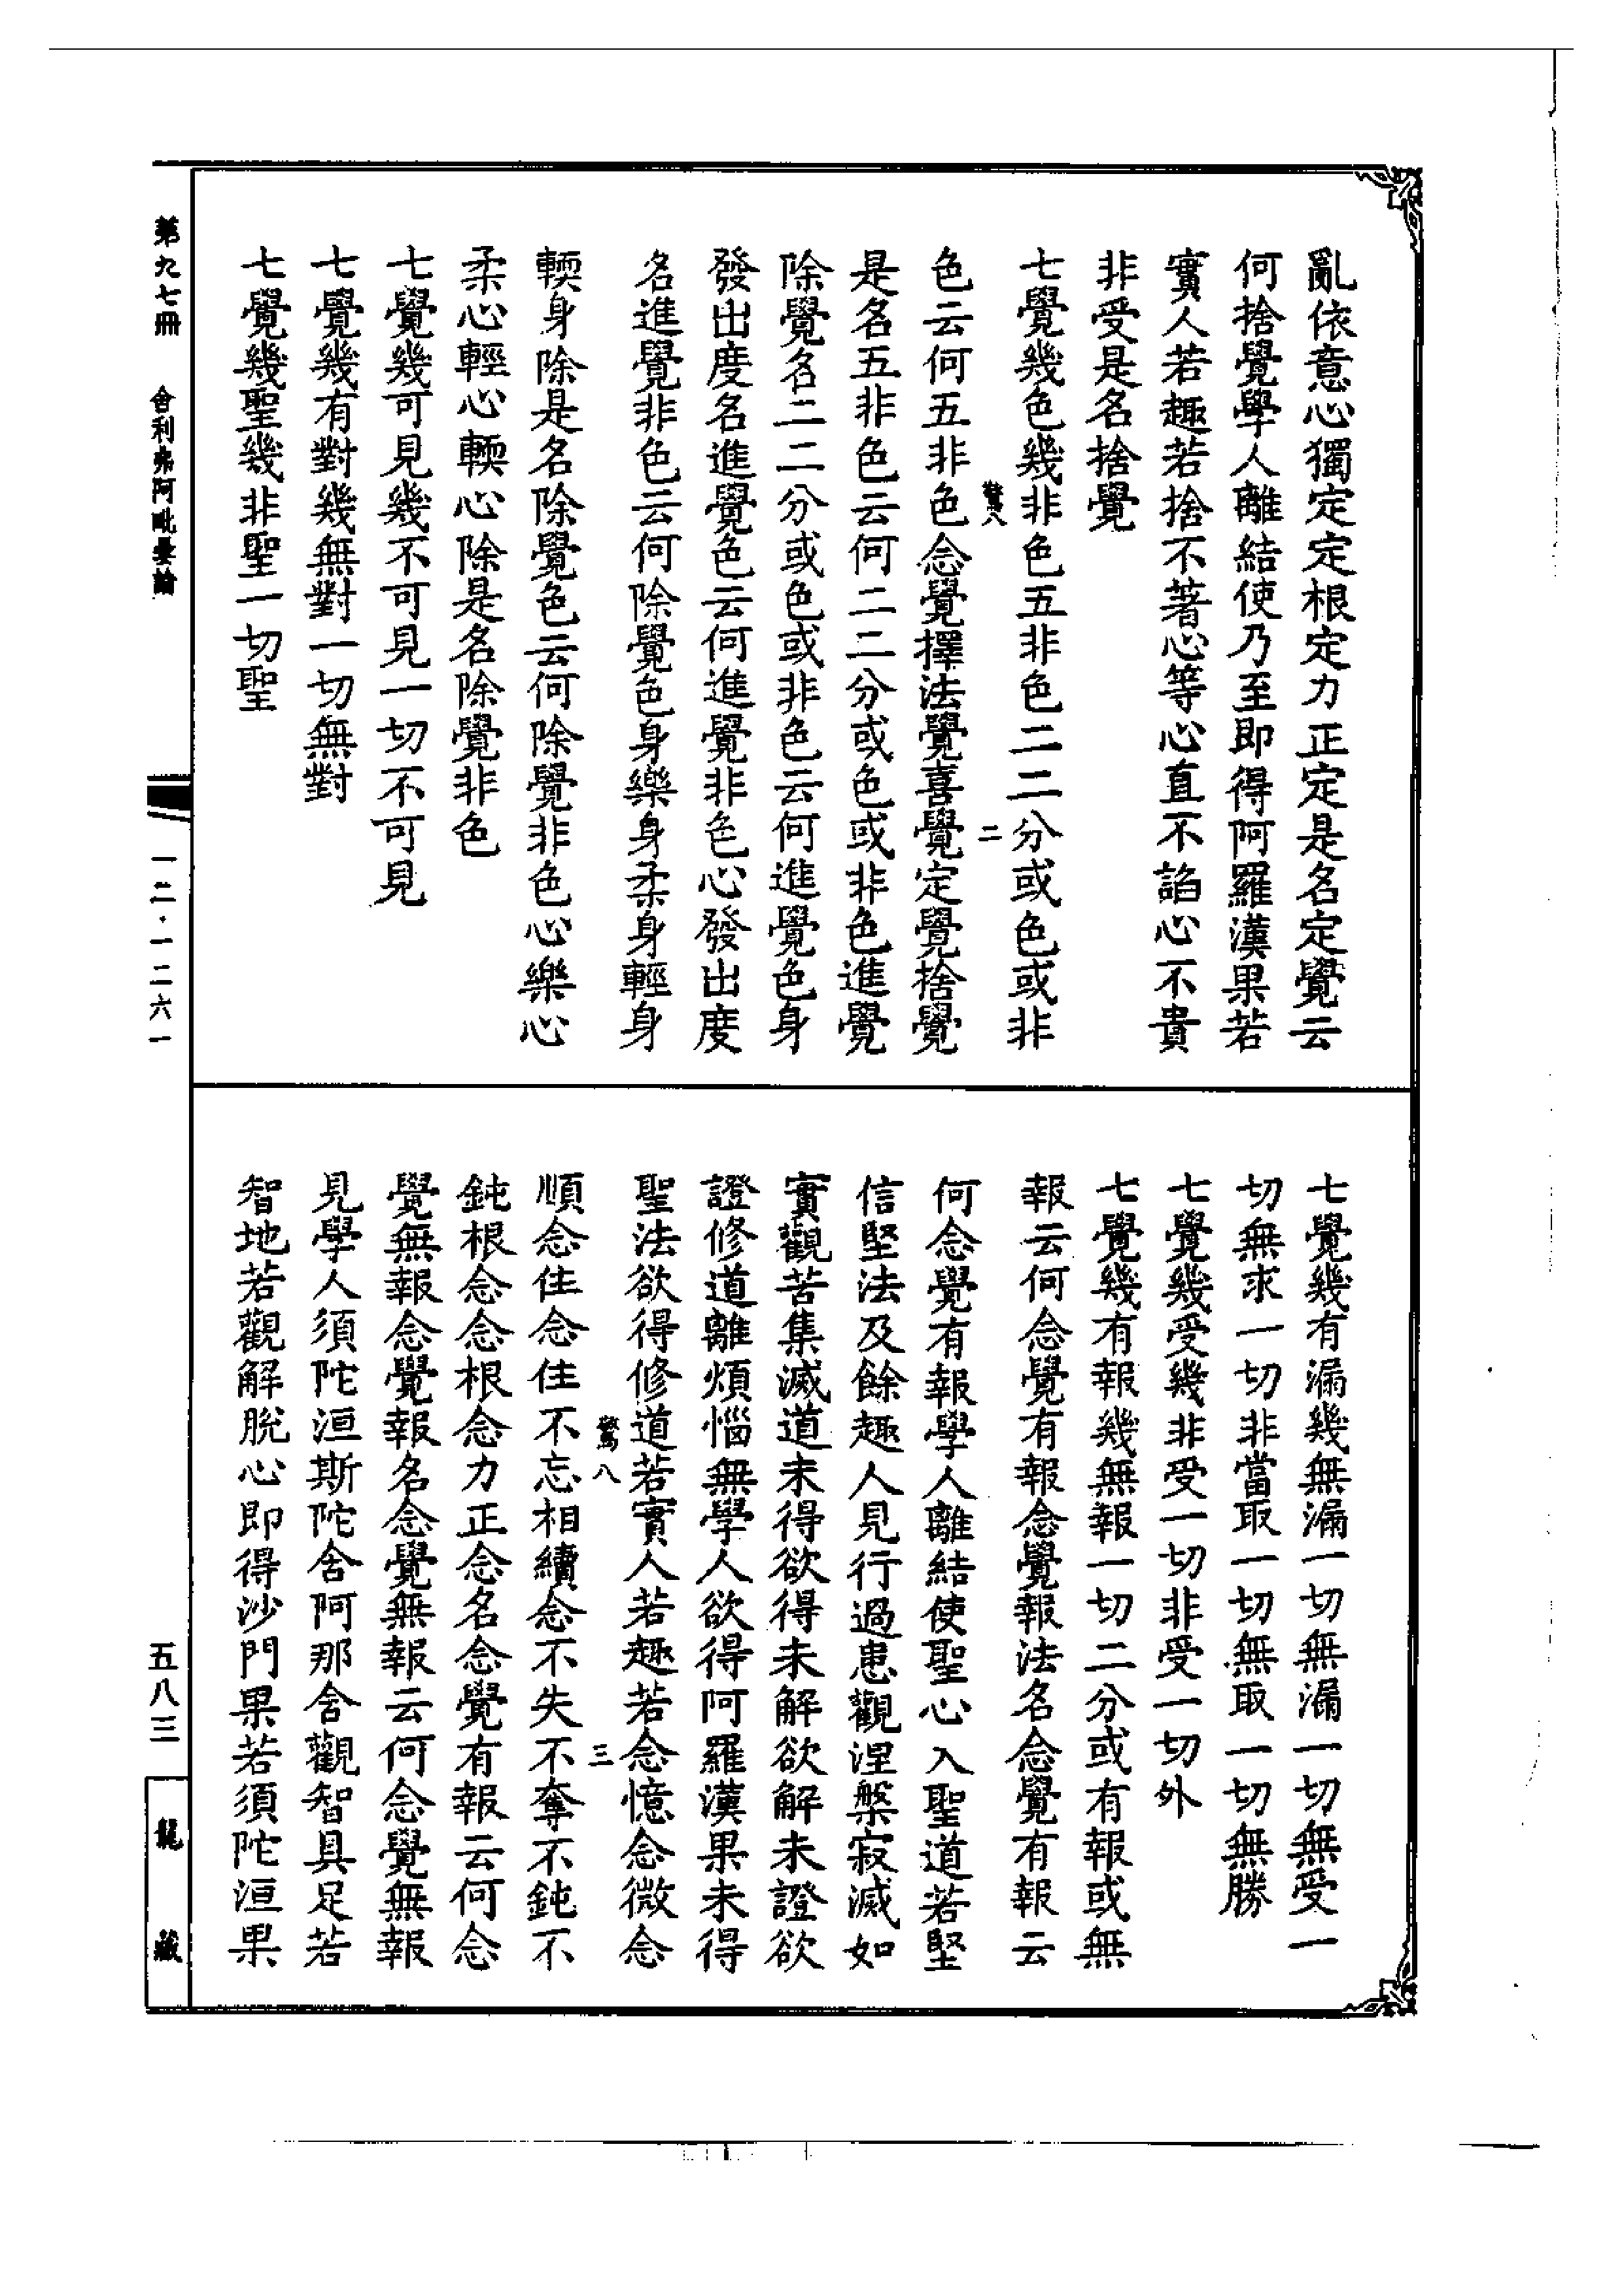 亂依意心獨定定根定力正定是名定覺云
何捨覺學人離結使乃至即得阿羅漢果若
實人若趣若捨不著心等心直不諂心不貴
非受是名捨覺
七覺幾色幾非色五非色二二分或色或非
色云何五非色念覺擇法覺喜覺定覺捨覺
是名五非色云何二二分或色或非色進覺
除覺名二二分或色或非色云何進覺色身
發出度名進覺色云何進覺非色心發出度
名進覺非色云何除覺色身樂身柔身輕身
輭身除是名除覺色云何除覺非色心樂心
柔心輕心輭心除是名除覺非色
七覺幾可見幾不可見一切不可見
七覺幾有對幾無對一切無對
七覺幾聖幾非聖一切聖
驚八
二
七覺幾有漏幾無漏一切無漏一切無受一
切無求一切非當取一切無取一切無勝
七覺幾受幾非受一切非受一切外
七覺幾有報幾無報一切二分或有報或無
報云何念覺有報念覺報法名念覺有報云
何念覺有報學人離結使聖心入聖道若堅
信堅法及餘趣人見行過患觀涅槃寂滅如
實觀苦集滅道未得欲得未解欲解未證欲
證修道離煩惱無學人欲得阿羅漢果未得
聖法欲得修道若實人若趣若念憶念微念
順念住念住不忘相續念不失不奪不鈍不
鈍根念念根念力正念名念覺有報云何念
覺無報念覺報名念覺無報云何念覺無報
見學人須陀洹斯陀含阿那含觀智具足若
智地若觀解脫心即得沙門果若須陀洹果
驚八
三
第九七冊 舍利弗阿毗曇論
一二·一二六一
五八三
龍藏